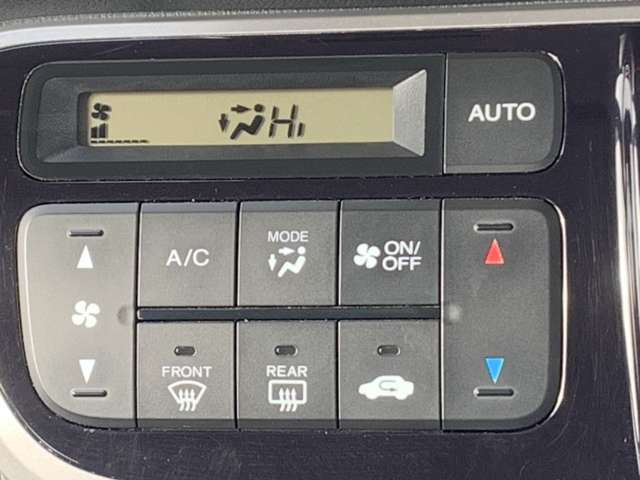 Hi
AUTO
A/C
MODE
ON/
OFF
FRONT
REAR